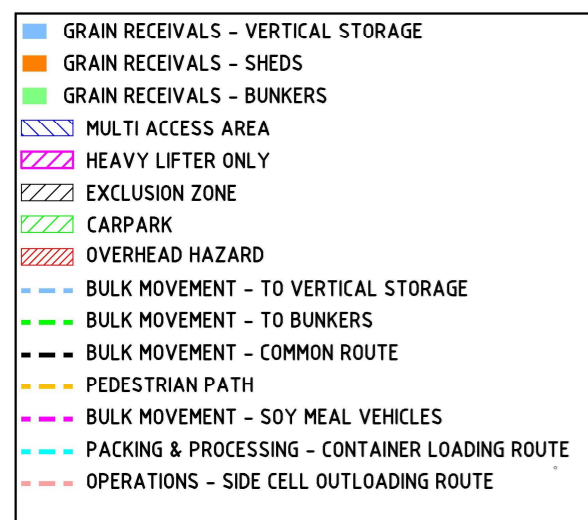 GRAIN RECEIVALS - VERTICAL STORAGE
GRAIN RECEIVALS - SHEDS
GRAIN RECEIVALS - BUNKERS
MULTI ACCESS AREA
HEAVY LIFTER ONLY
EXCLUSION ZONE
CARPARK
OVERHEAD HAZARD
BULK MOVEMENT - TO VERTICAL STORAGE
BULK MOVEMENT - TO BUNKERS
BULK MOVEMENT - COMMON ROUTE
PEDESTRIAN PATH
BULK MOVEMENT - SOY MEAL VEHICLES
PACKING & PROCESSING - CONTAINER LOADING ROUTE
OPERATIONS - SIDE CELL OUTLOADING ROUTE